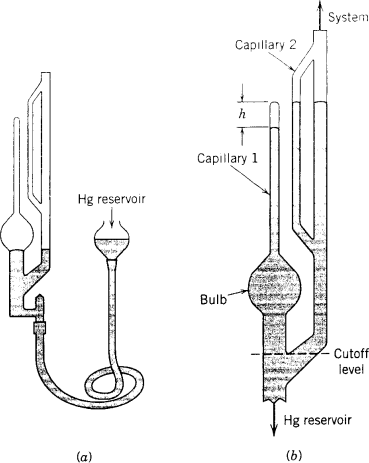 System
Capillary 2
h
Capillary 1
Hg reservoir
Bulb
Cutoff
level
Hg reservoir
(a)
(b)